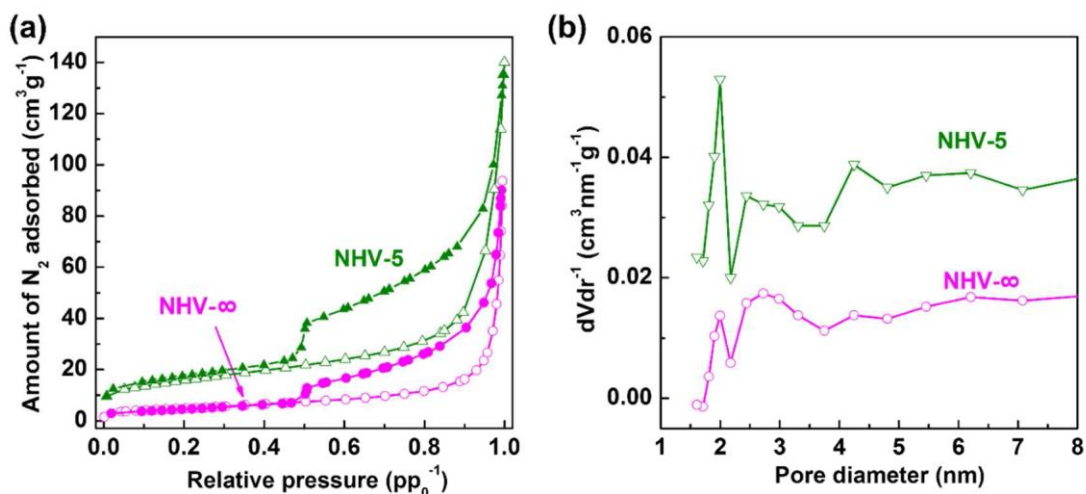 (a)
140
120
100
80
60
40
20
0
Amount of N₂ adsorbed (cm³g⁻¹)
NHV-5
NHV-∞
0.0 0.2 0.4 0.6 0.8 1.0
Relative pressure (pp₀⁻¹)
(b)
0.06
0.04
0.02
0.00
dVdr⁻¹ (cm³nm⁻¹g⁻¹)
NHV-5
NHV-∞
1 2 3 4 5 6 7 8
Pore diameter (nm)